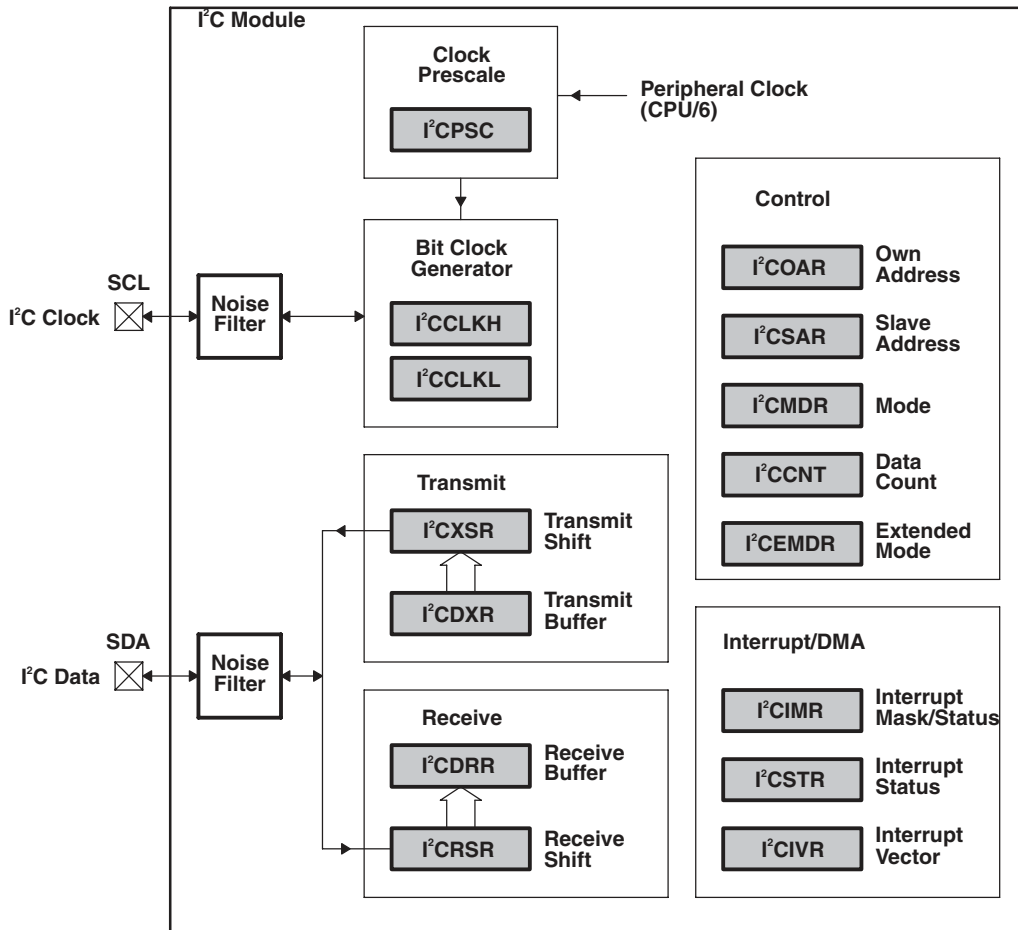 I²C Module
Clock
Prescale
I²CPSC
Peripheral Clock
(CPU/6)
Bit Clock
Generator
I²CCLKH
I²CCLKL
SCL
I²C Clock
Noise
Filter
Control
I²COAR
Own
Address
I²CSAR
Slave
Address
I²CMDR
Mode
I²CCNT
Data
Count
I²CEMDR
Extended
Mode
Transmit
I²CXSR
Transmit
Shift
I²CDXR
Transmit
Buffer
SDA
I²C Data
Noise
Filter
Receive
I²CDRR
Receive
Buffer
I²CRSR
Receive
Shift
Interrupt/DMA
I²CIMR
Interrupt
Mask/Status
I²CSTR
Interrupt
Status
I²CIVR
Interrupt
Vector